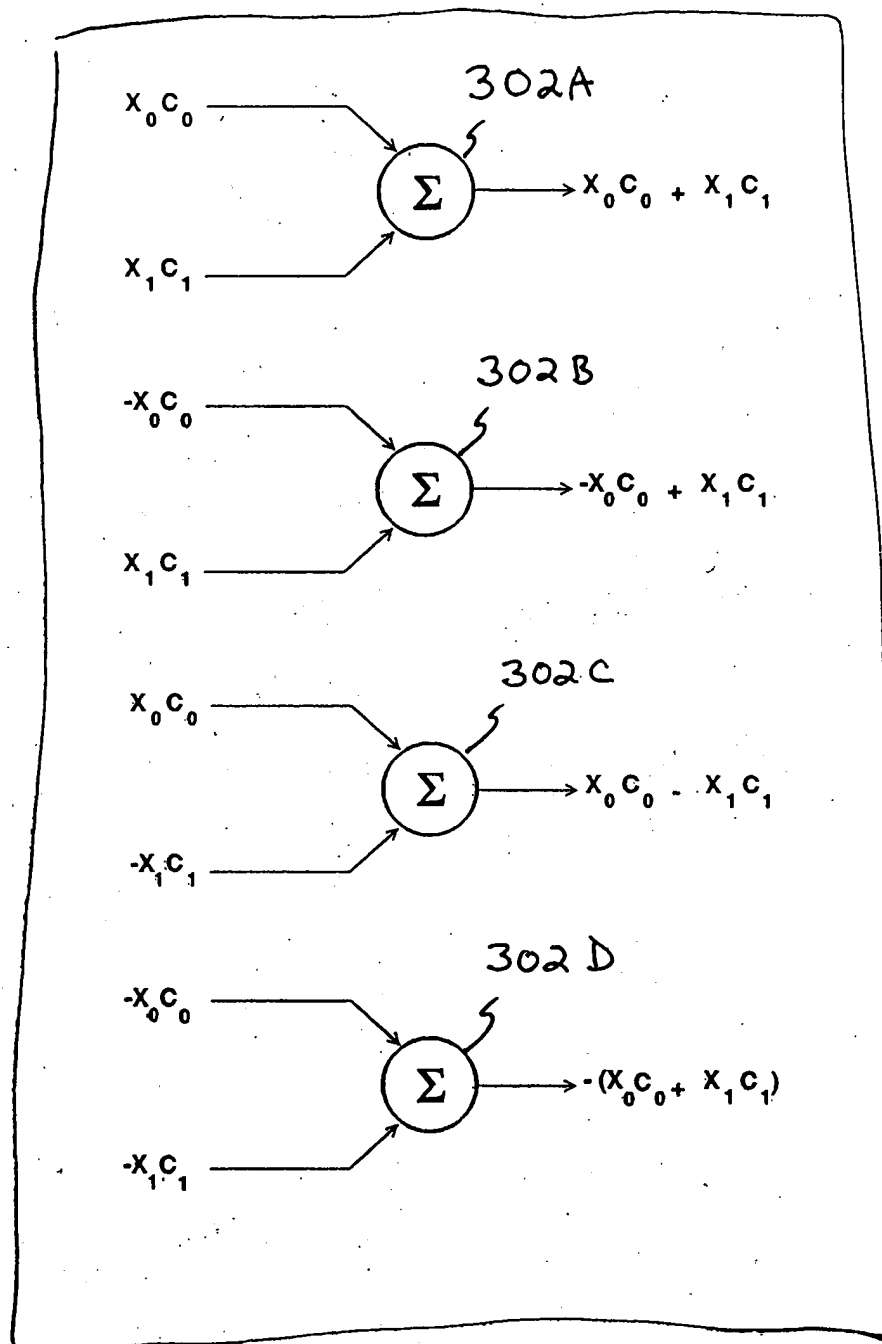 302A
X₀C₀
Σ
X₀C₀ + X₁C₁
X₁C₁
302B
-X₀C₀
Σ
-X₀C₀ + X₁C₁
X₁C₁
302C
X₀C₀
Σ
X₀C₀ - X₁C₁
-X₁C₁
302D
-X₀C₀
Σ
-(X₀C₀ + X₁C₁)
-X₁C₁